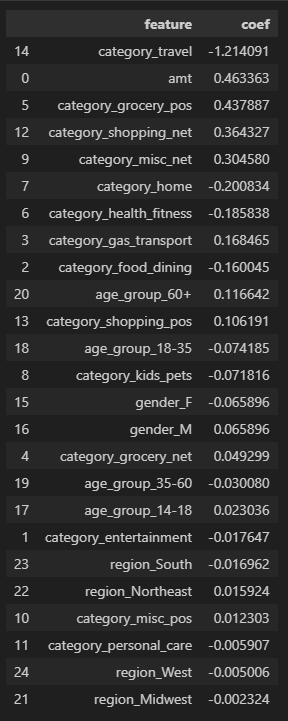 feature coef
14 category_travel -1.214091
0 amt 0.463363
5 category_grocery_pos 0.437887
12 category_shopping_net 0.364327
9 category_misc_net 0.304580
7 category_home -0.200834
6 category_health_fitness -0.185838
3 category_gas_transport 0.168465
2 category_food_dining -0.160045
20 age_group_60+ 0.116642
13 category_shopping_pos 0.106191
18 age_group_18-35 -0.074185
8 category_kids_pets -0.071816
15 gender_F -0.065896
16 gender_M 0.065896
4 category_grocery_net 0.049299
19 age_group_35-60 -0.030080
17 age_group_14-18 0.023036
1 category_entertainment -0.017647
23 region_South -0.016962
22 region_Northeast 0.015924
10 category_misc_pos 0.012303
11 category_personal_care -0.005907
24 region_West -0.005006
21 region_Midwest -0.002324